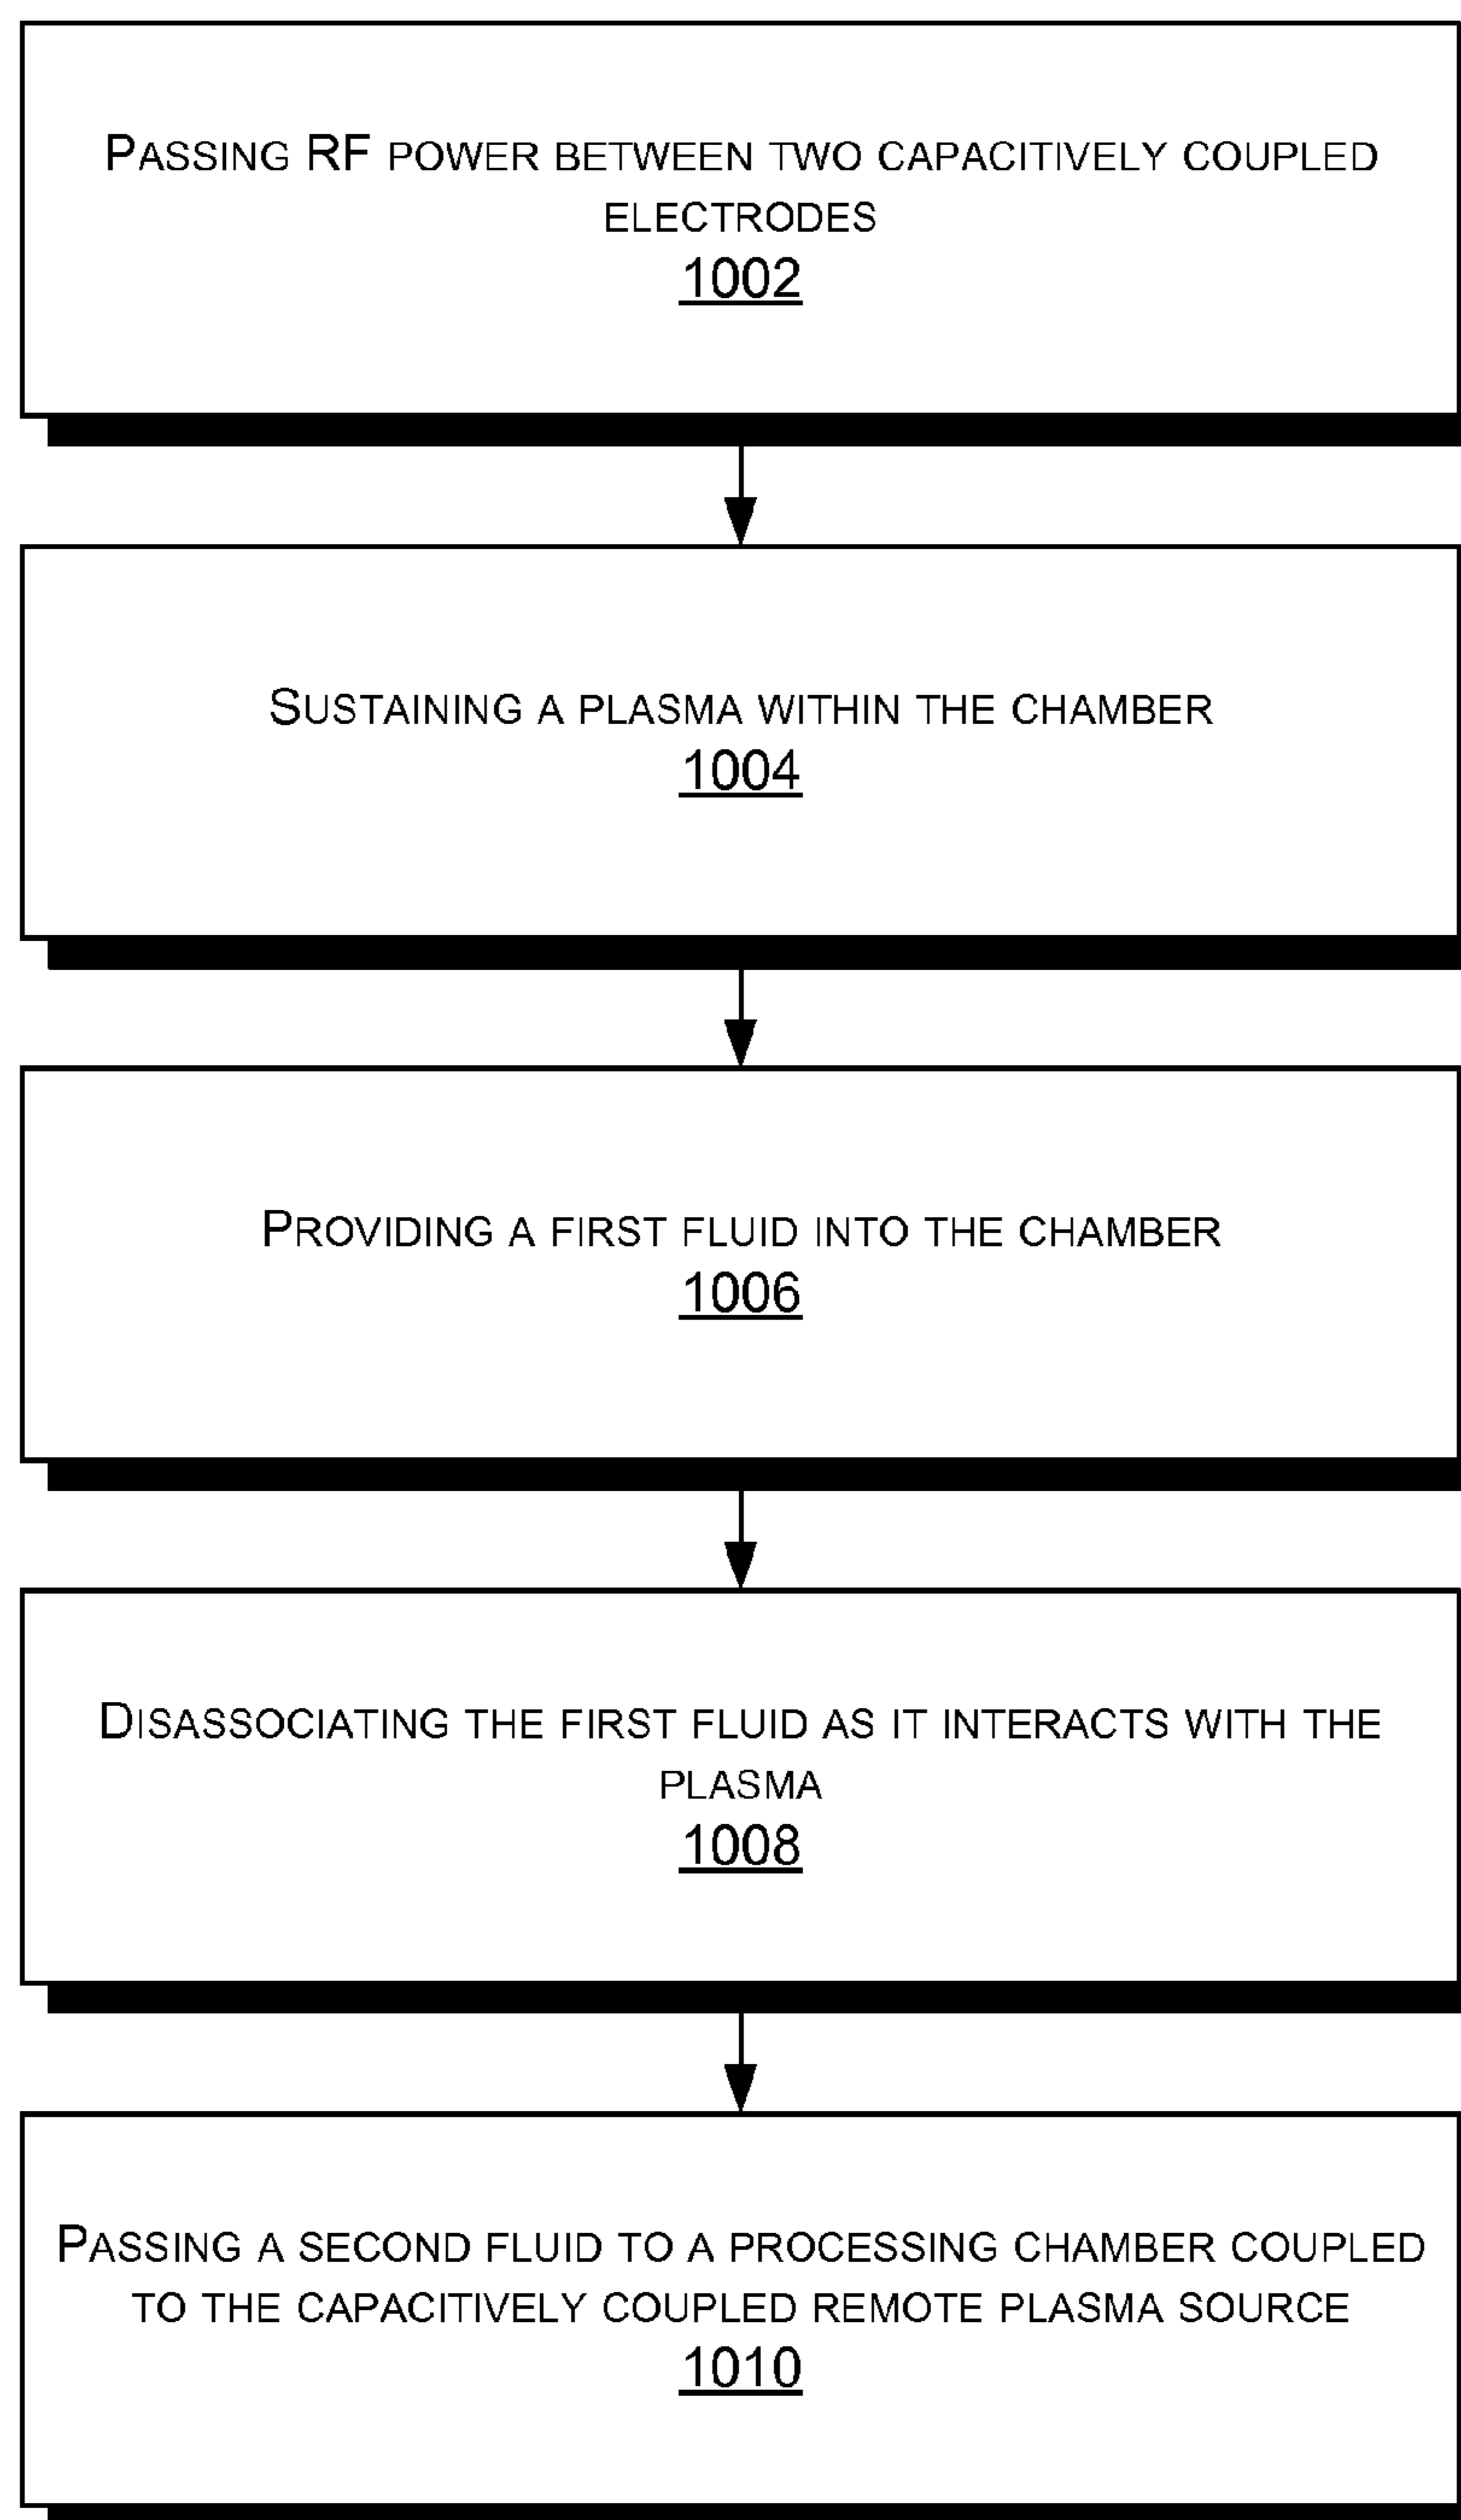 PASSING RF POWER BETWEEN TWO CAPACITIVELY COUPLED
ELECTRODES
1002
SUSTAINING A PLASMA WITHIN THE CHAMBER
1004
PROVIDING A FIRST FLUID INTO THE CHAMBER
1006
DISASSOCIATING THE FIRST FLUID AS IT INTERACTS WITH THE
PLASMA
1008
PASSING A SECOND FLUID TO A PROCESSING CHAMBER COUPLED
TO THE CAPACITIVELY COUPLED REMOTE PLASMA SOURCE
1010